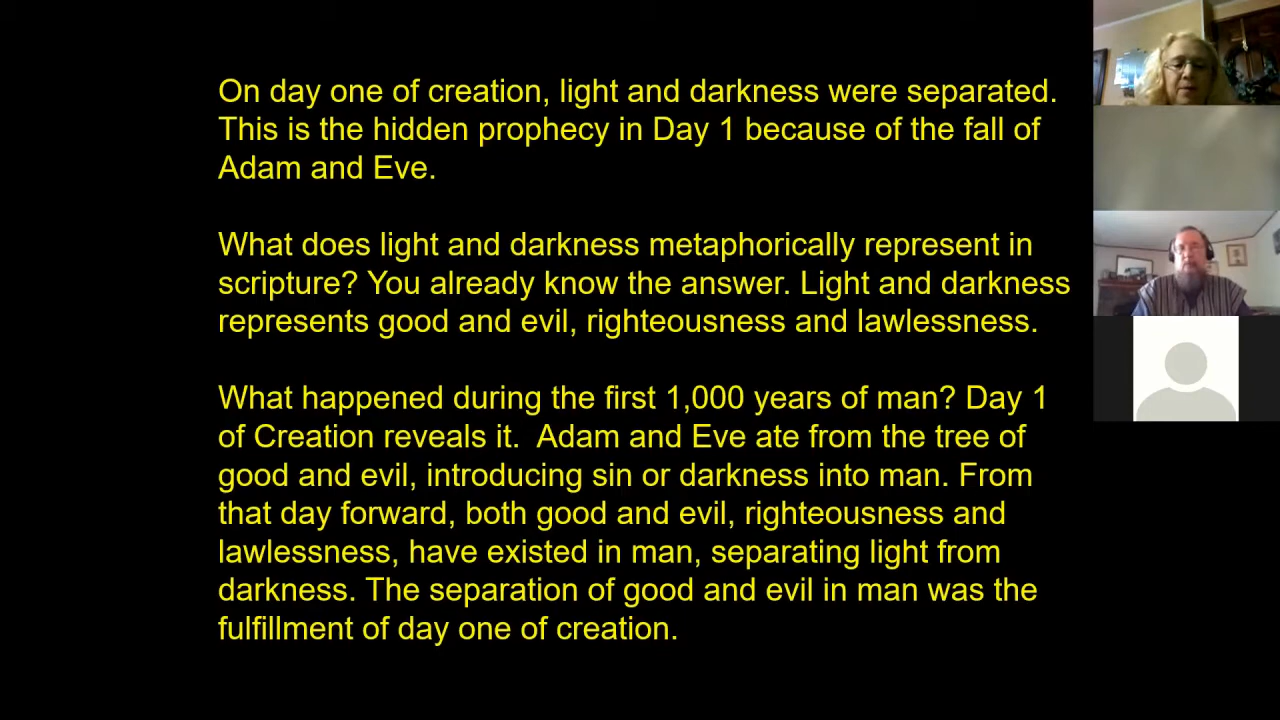 On day one of creation, light and darkness were separated.
This is the hidden prophecy in Day 1 because of the fall of
Adam and Eve.
What does light and darkness metaphorically represent in
scripture? You already know the answer. Light and darkness
represents good and evil, righteousness and lawlessness.
What happened during the first 1,000 years of man? Day 1
of Creation reveals it.  Adam and Eve ate from the tree of
good and evil, introducing sin or darkness into man. From
that day forward, both good and evil, righteousness and
lawlessness, have existed in man, separating light from
darkness. The separation of good and evil in man was the
fulfillment of day one of creation.